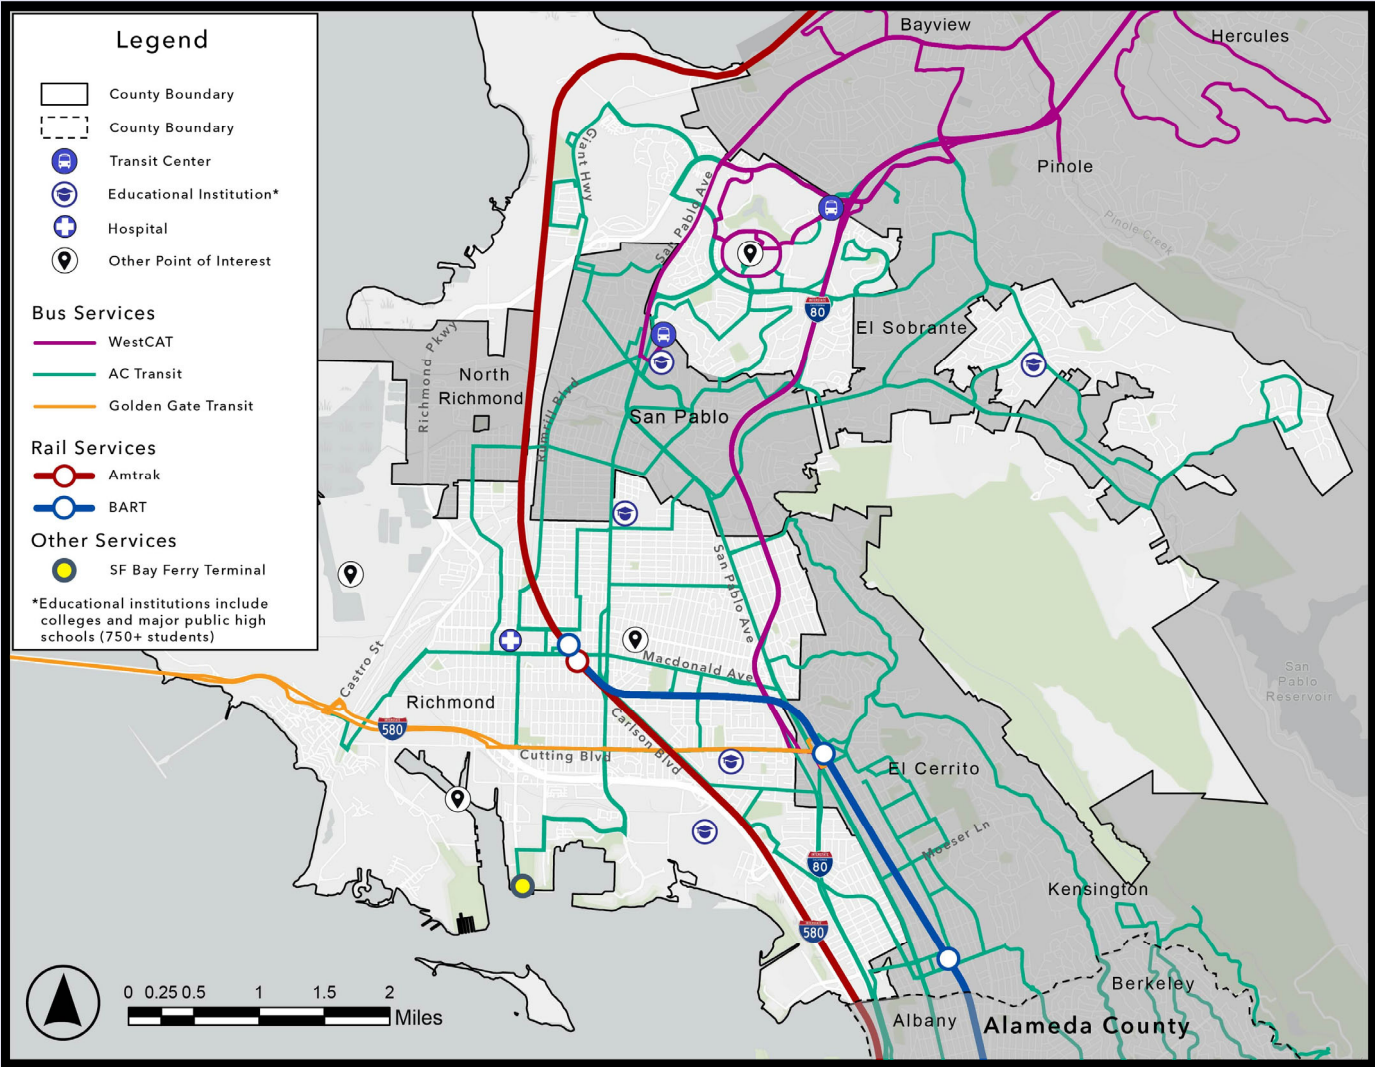 Legend
County Boundary
County Boundary
Transit Center
Educational Institution*
Hospital
Other Point of Interest
Bus Services
WestCAT
AC Transit
Golden Gate Transit
Rail Services
Amtrak
BART
Other Services
SF Bay Ferry Terminal
*Educational institutions include
colleges and major public high
schools (750+ students)
Bayview
Hercules
Giant Hwy
Pinole
San Pablo Ave
Pinole Creek
80
El Sobrante
Richmond Pkwy
North
Richmond
Rumrill Blvd
San Pablo
San Pablo Ave
Macdonald Ave
Castro St
San
Pablo
Reservoir
Richmond
580
Carlson Blvd
Cutting Blvd
El Cerrito
Moeser Ln
80
Kensington
580
Berkeley
Albany
Alameda County
0 0.25 0.5 1 1.5 2
Miles